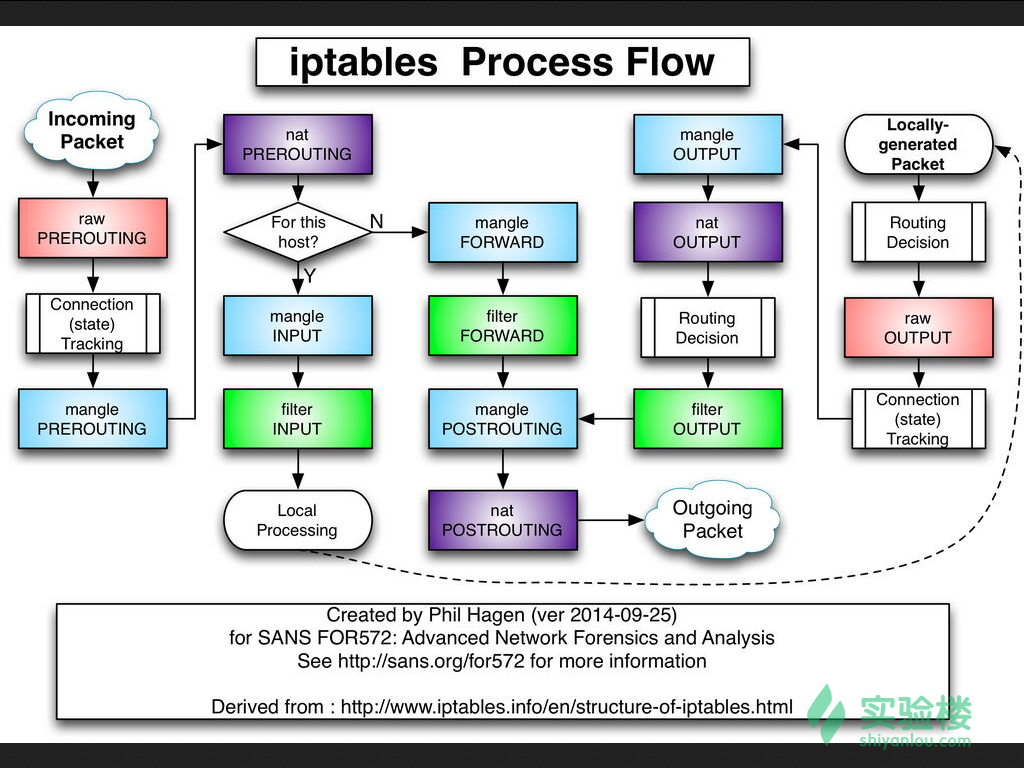 iptables  Process Flow
Incoming
Packet
raw
PREROUTING
Connection
(state)
Tracking
mangle
PREROUTING
nat
PREROUTING
For this
host?
N
Y
mangle
INPUT
filter
INPUT
Local
Processing
mangle
FORWARD
filter
FORWARD
mangle
POSTROUTING
nat
POSTROUTING
mangle
OUTPUT
nat
OUTPUT
Routing
Decision
filter
OUTPUT
Outgoing
Packet
Locally-
generated
Packet
Routing
Decision
raw
OUTPUT
Connection
(state)
Tracking
Created by Phil Hagen (ver 2014-09-25)
for SANS FOR572: Advanced Network Forensics and Analysis
See http://sans.org/for572 for more information
Derived from : http://www.iptables.info/en/structure-of-iptables.html
实验楼
shiyanlou.com